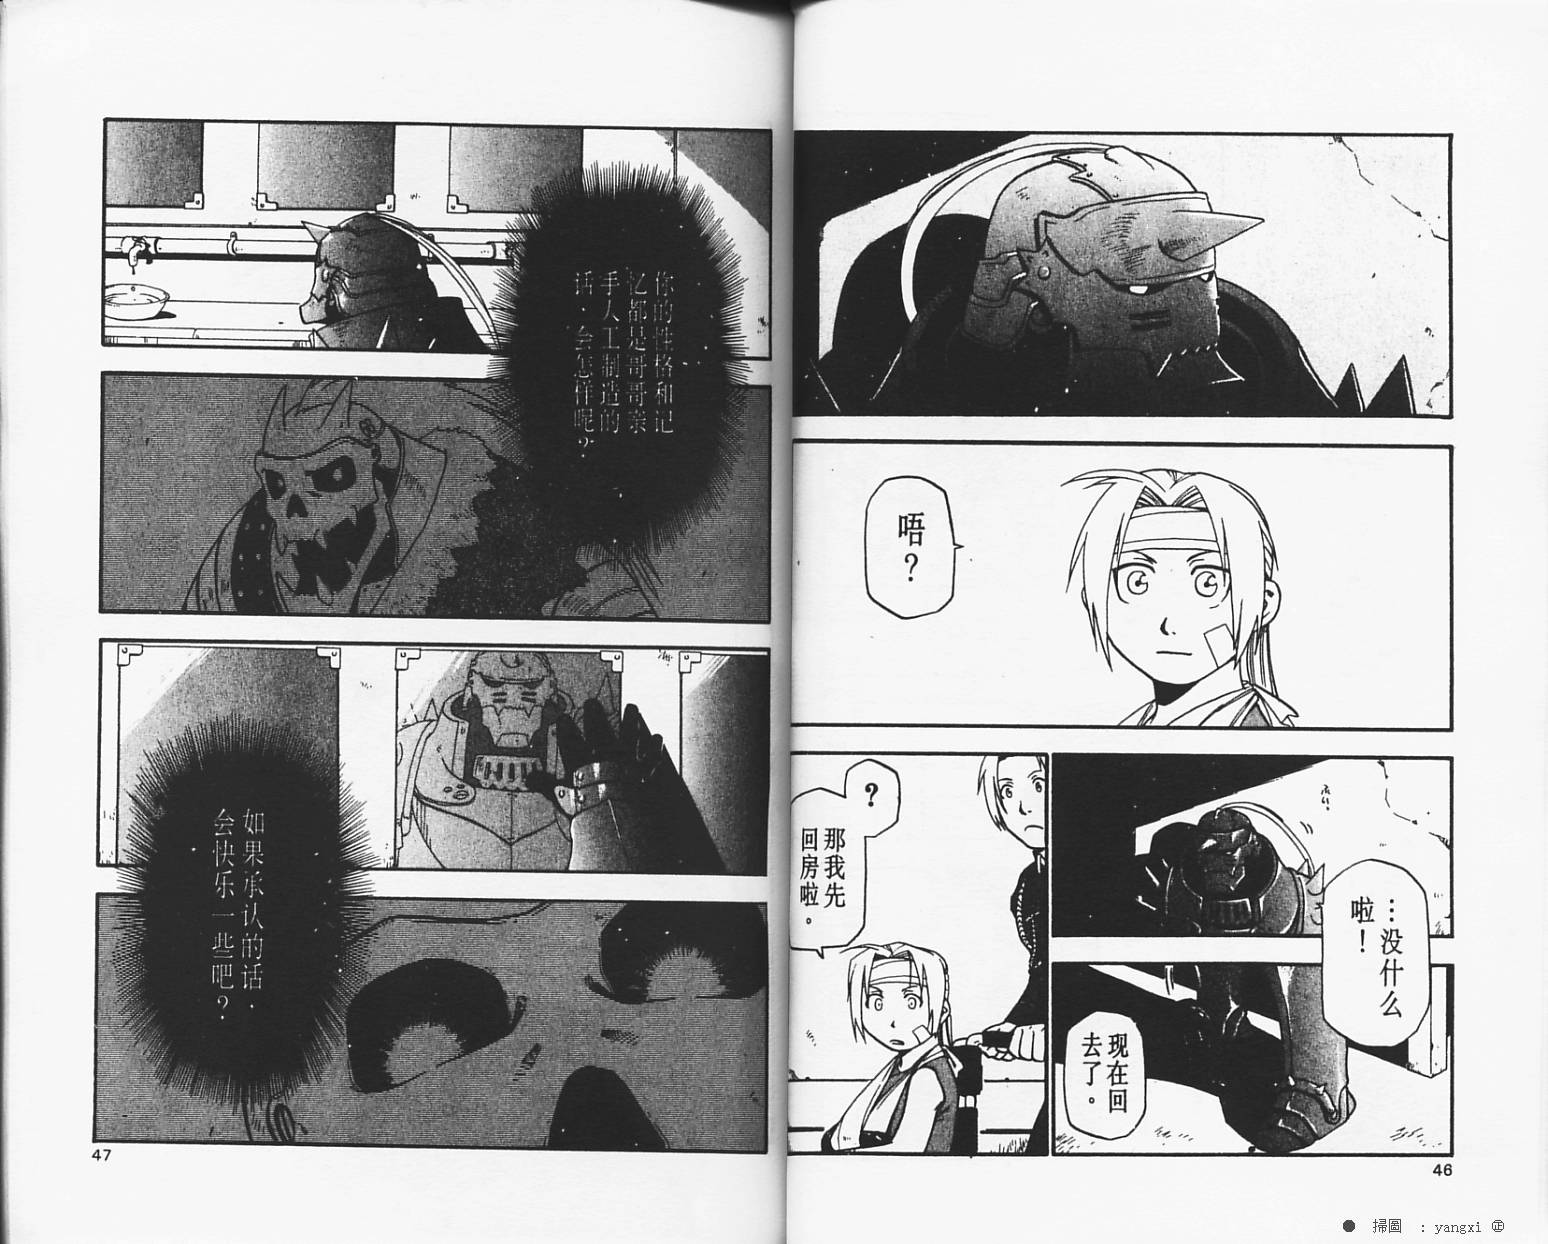 唔？
…没什么
啦！
现在回
去了。
？
那我先
回房啦。
46
你的性格和记
忆都是哥哥亲
手人工制造的
话．会怎样呢？
如果承认的话．
会快乐一些吧？
47
● 掃圖 : yangxi ㊣